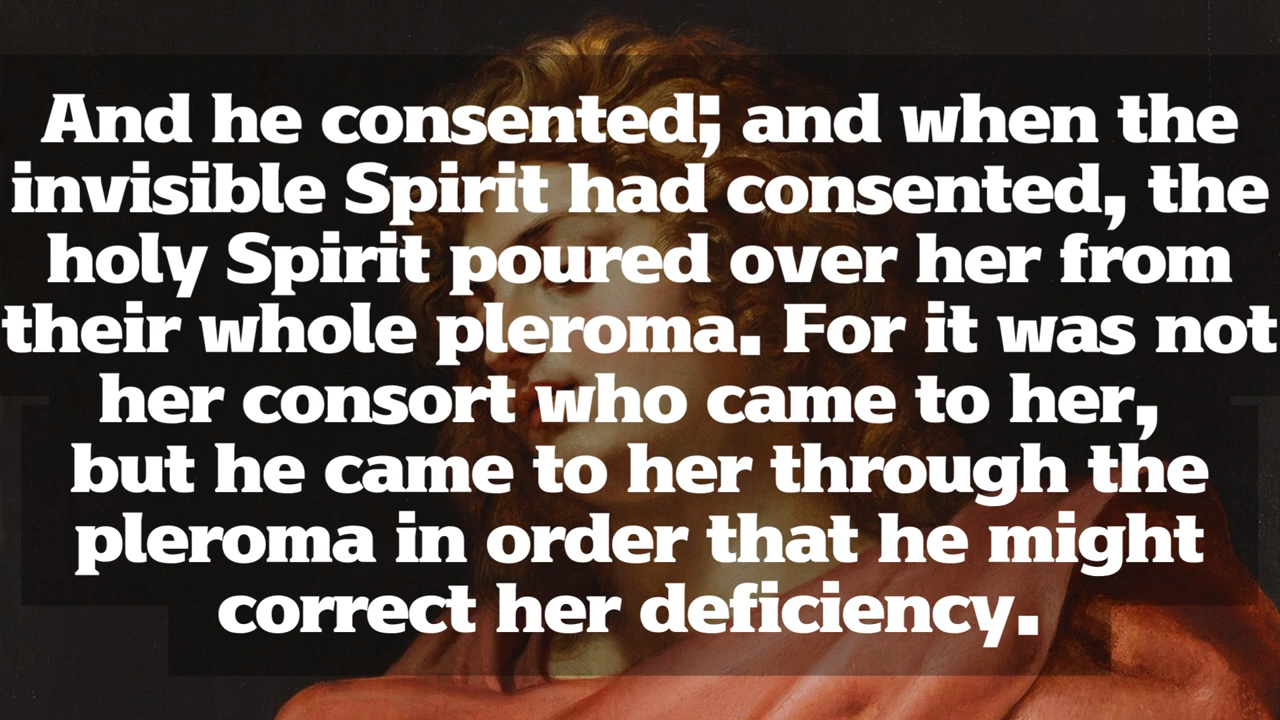 And he consented; and when the
invisible Spirit had consented, the
holy Spirit poured over her from
their whole pleroma. For it was not
her consort who came to her,
but he came to her through the
pleroma in order that he might
correct her deficiency.